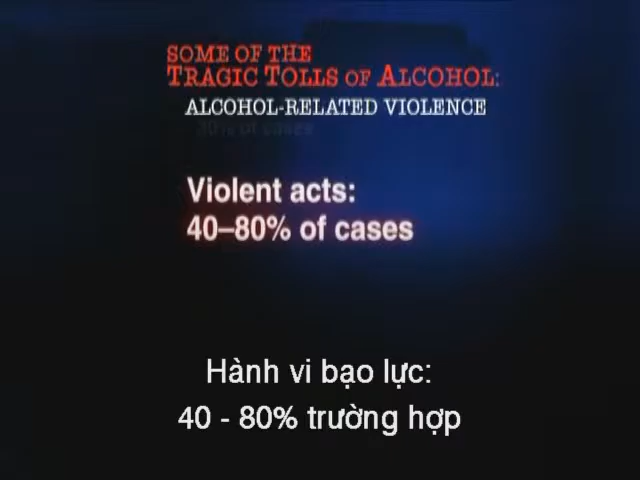 SOME OF THE
TRAGIC TOLLS OF ALCOHOL:
ALCOHOL-RELATED VIOLENCE
Violent acts:
40–80% of cases
Hành vi bạo lực:
40 - 80% trường hợp